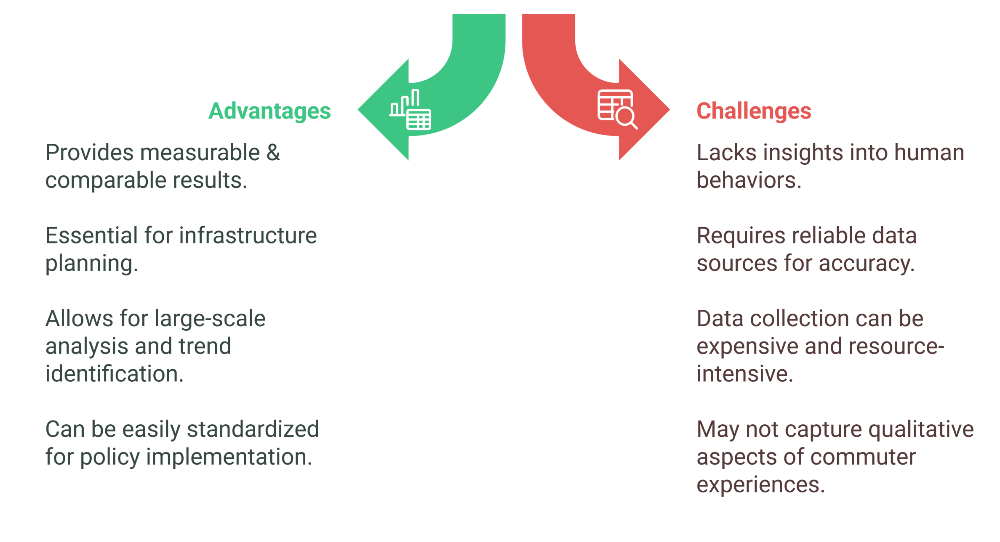 Advantages
Provides measurable &
comparable results.
Essential for infrastructure
planning.
Allows for large-scale
analysis and trend
identification.
Can be easily standardized
for policy implementation.
Challenges
Lacks insights into human
behaviors.
Requires reliable data
sources for accuracy.
Data collection can be
expensive and resource-
intensive.
May not capture qualitative
aspects of commuter
experiences.